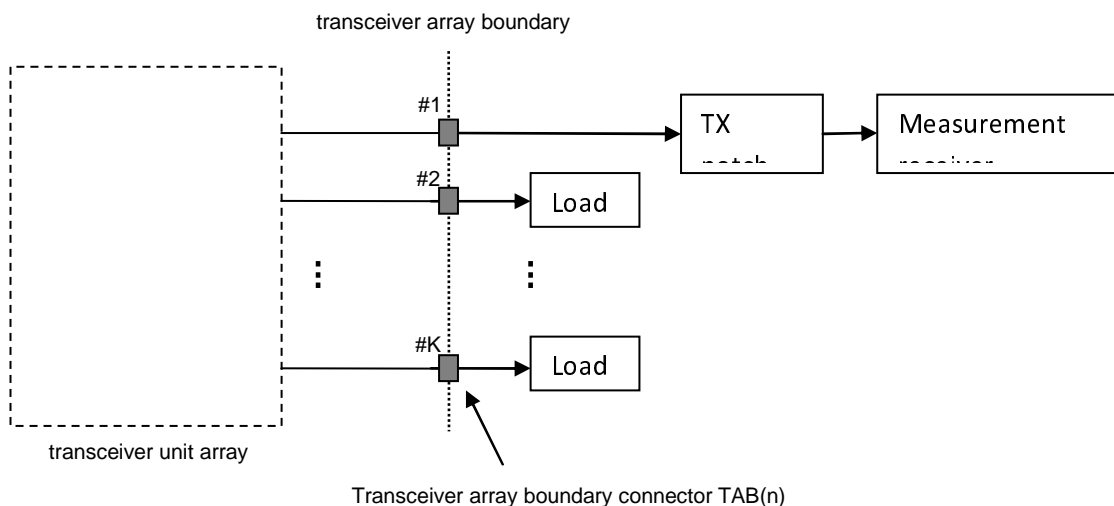 transceiver array boundary
#1
TX
Measurement
#2
Load
#K
Load
transceiver unit array
Transceiver array boundary connector TAB(n)